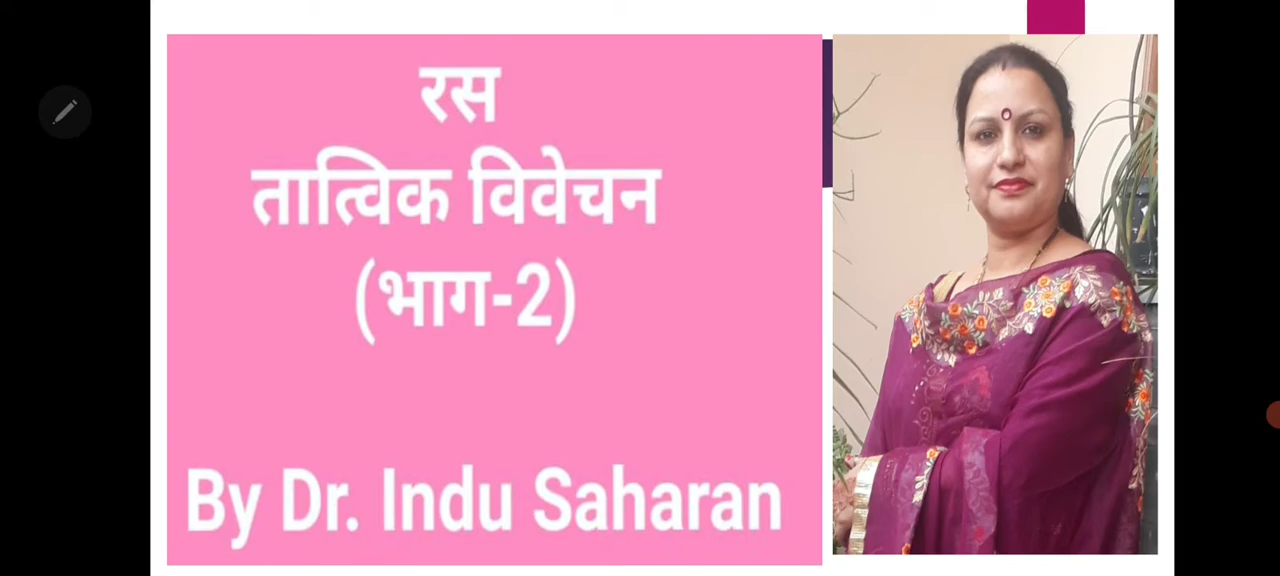 रस
तात्विक विवेचन
(भाग-2)
By Dr. Indu Saharan